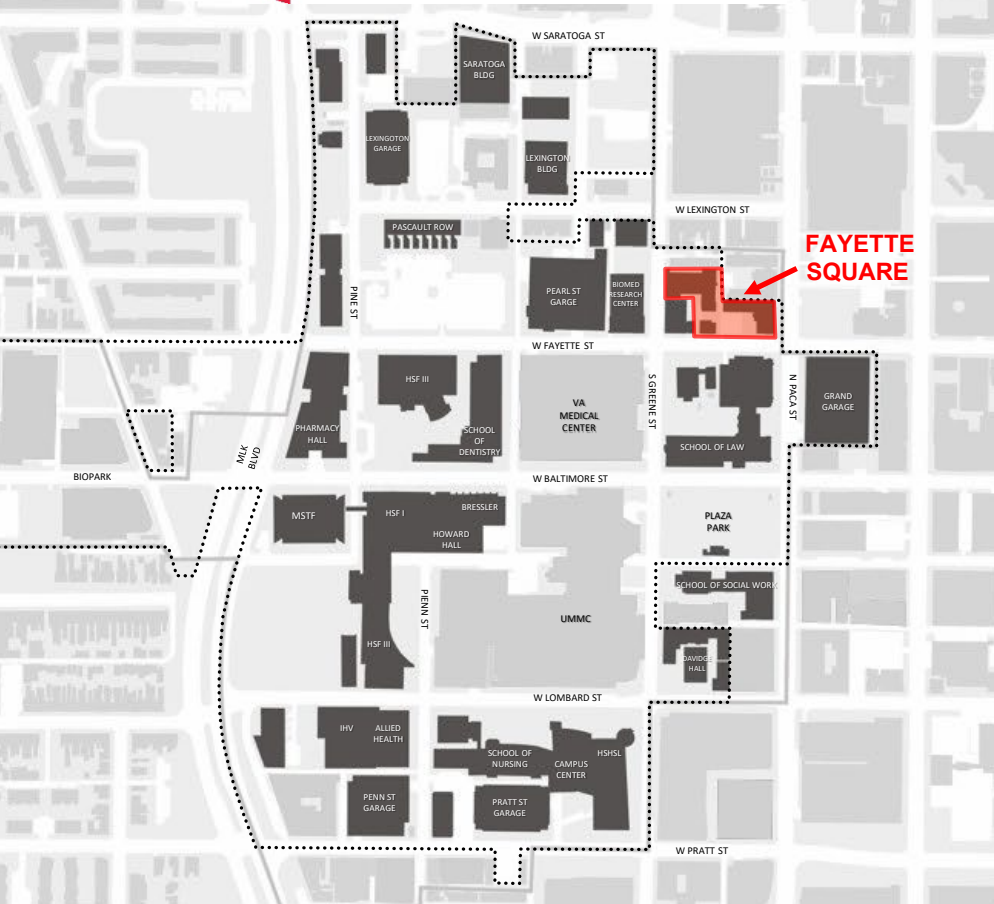 W SARATOGA ST
SARATOGA
BLDG
LEXINGOTON
GARAGE
LEXINGTON
BLDG
W LEXINGTON ST
PASCAULT ROW
FAYETTE
SQUARE
PEARL ST
GARGE
BIOMED
RESEARCH
CENTER
PINE ST
W FAYETTE ST
HSF III
VA
MEDICAL
CENTER
S GREENE ST
N PACA ST
GRAND
GARAGE
PHARMACY
HALL
SCHOOL
OF
DENTISTRY
SCHOOL OF LAW
MLK
BLVD
BIOPARK
W BALTIMORE ST
MSTF
HSF I
BRESSLER
HOWARD
HALL
PLAZA
PARK
SCHOOL OF SOCIAL WORK
PIENN ST
UMMC
HSF III
DAVIDGE
HALL
W LOMBARD ST
IHV
ALLIED
HEALTH
SCHOOL OF
NURSING
CAMPUS
CENTER
HSHSL
PENN ST
GARAGE
PRATT ST
GARAGE
W PRATT ST